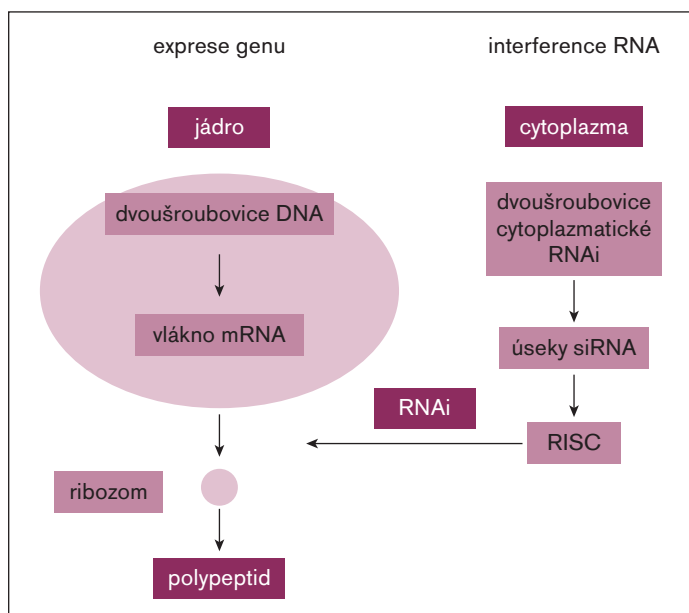 exprese genu
interference RNA
jádro
cytoplazma
dvoušroubovice DNA
dvoušroubovice
cytoplazmatické
RNAi
vlákno mRNA
úseky siRNA
RNAi
RISC
ribozom
polypeptid